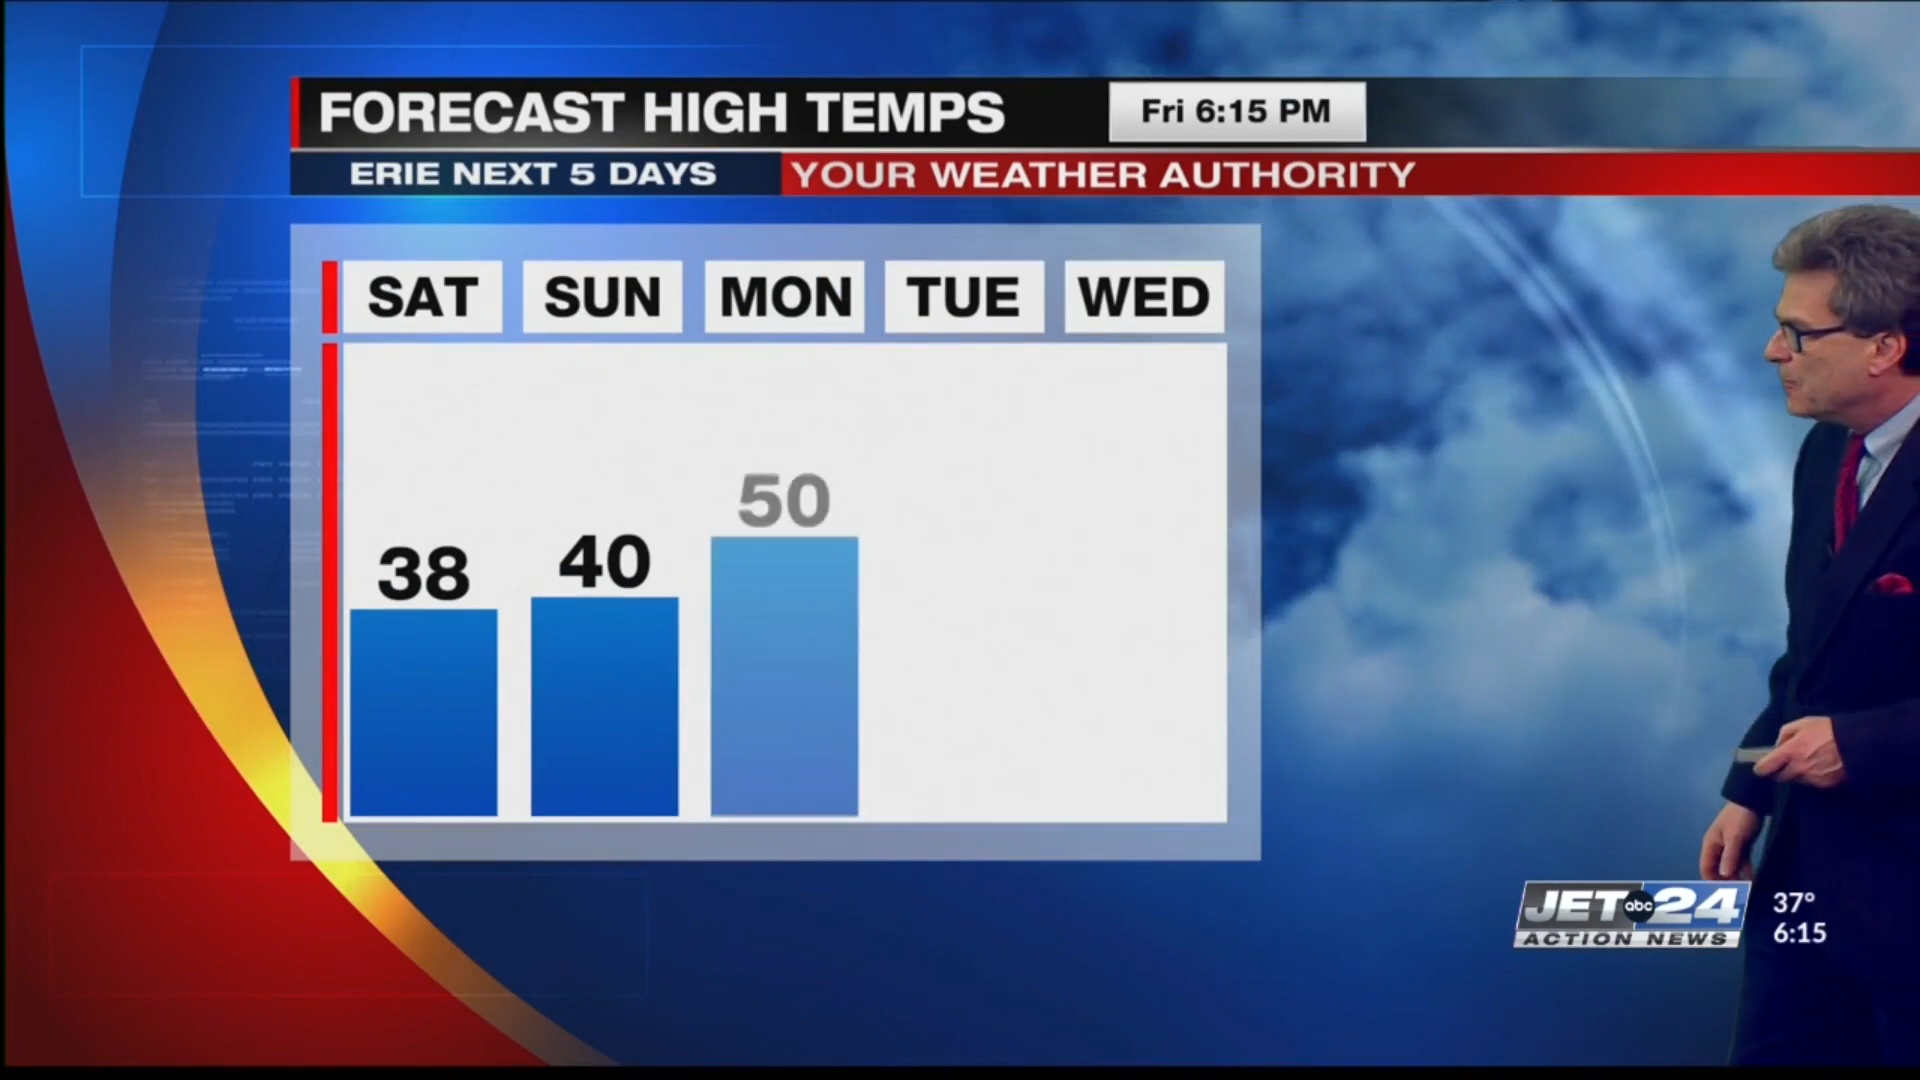 FORECAST HIGH TEMPS
Fri 6:15 PM
ERIE NEXT 5 DAYS
YOUR WEATHER AUTHORITY
SAT SUN MON TUE WED
50
40
38
JET abc 24
ACTION NEWS
37°
6:15